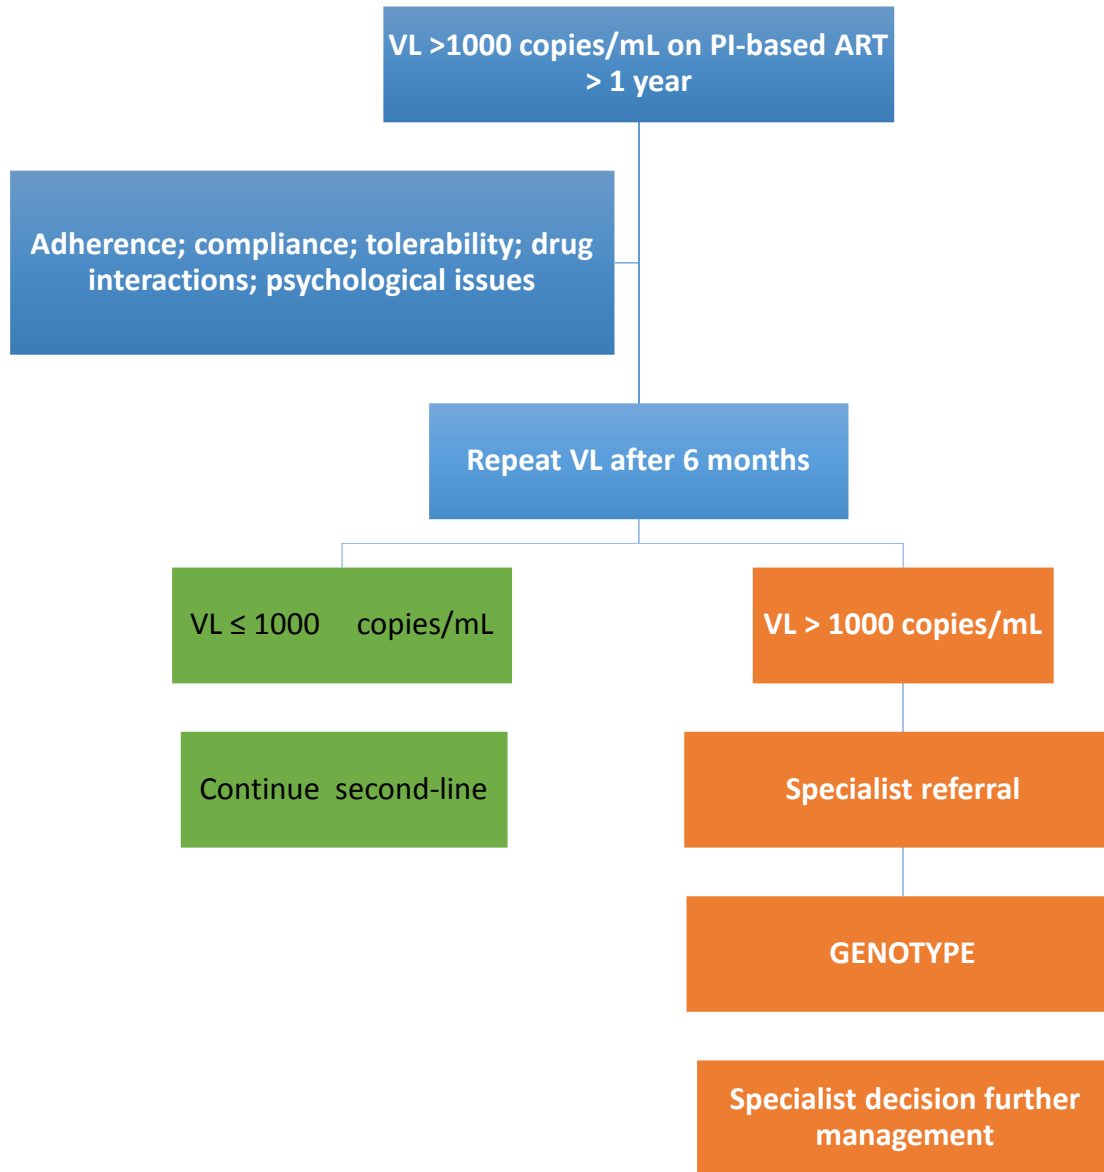 VL >1000 copies/mL on PI-based ART
> 1 year
Adherence; compliance; tolerability; drug
interactions; psychological issues
Repeat VL after 6 months
VL ≤ 1000 copies/mL
VL > 1000 copies/mL
Continue second-line
Specialist referral
GENOTYPE
Specialist decision further
management